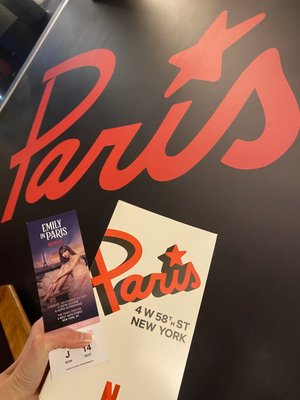 Paris
EMILY
IN PARIS
NETFLIX
Paris
4 W 58TH ST
NEW YORK
J
14
N